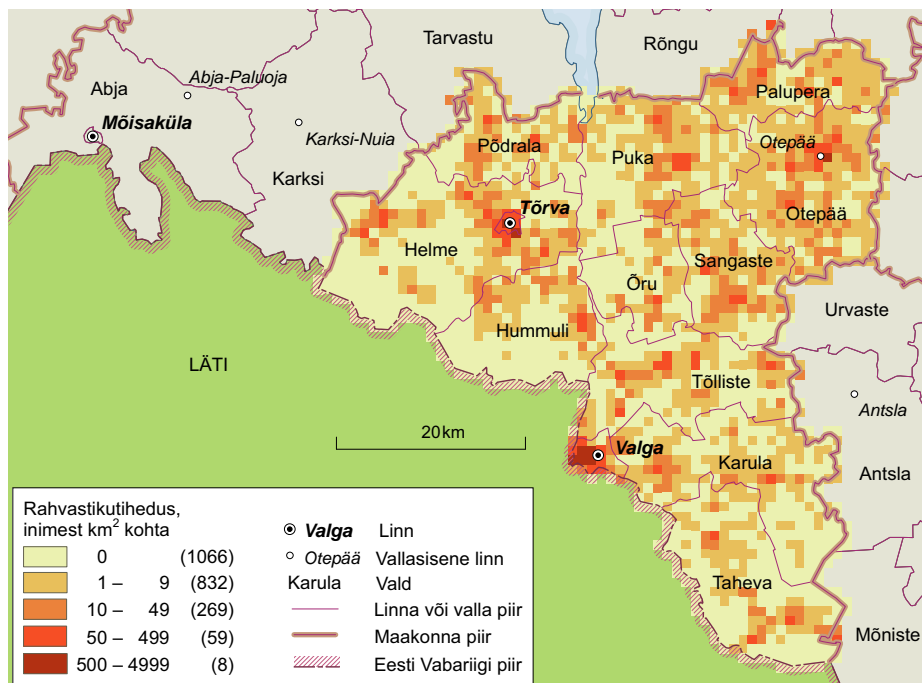 Tarvastu
Rõngu
Abja
Abja-Paluoja
Palupera
Mõisaküla
Karksi-Nuia
Põdrala
Puka
Otepää
Karksi
Tõrva
Otepää
Helme
Sangaste
Õru
Urvaste
Hummuli
LÄTI
Tõlliste
Antsla
20 km
Valga
Karula
Antsla
Taheva
Mõniste
Rahvastikutihedus,
inimest km² kohta
0 (1066)
1 – 9 (832)
10 – 49 (269)
50 – 499 (59)
500 – 4999 (8)
Valga Linn
Otepää Vallasisene linn
Karula Vald
Linna või valla piir
Maakonna piir
Eesti Vabariigi piir